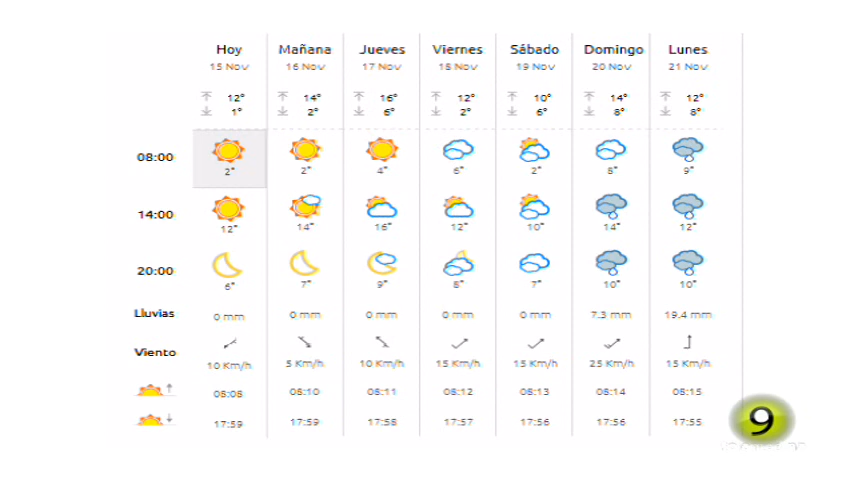 Hoy Mañana Jueves Viernes Sábado Domingo Lunes
15 Nov 16 Nov 17 Nov 18 Nov 19 Nov 20 Nov 21 Nov
12° 14° 16° 12° 10° 14° 12°
1° 2° 6° 2° 6° 8° 8°
08:00
2° 2° 4° 6° 2° 8° 9°
14:00
12° 14° 16° 12° 10° 14° 12°
20:00
6° 7° 9° 8° 7° 10° 10°
Lluvias 0 mm 0 mm 0 mm 0 mm 0 mm 7.3 mm 19.4 mm
Viento
10 Km/h 5 Km/h 10 Km/h 15 Km/h 15 Km/h 25 Km/h 15 Km/h
08:08 08:10 08:11 08:12 08:13 08:14 08:15
17:59 17:59 17:58 17:57 17:56 17:56 17:55
9